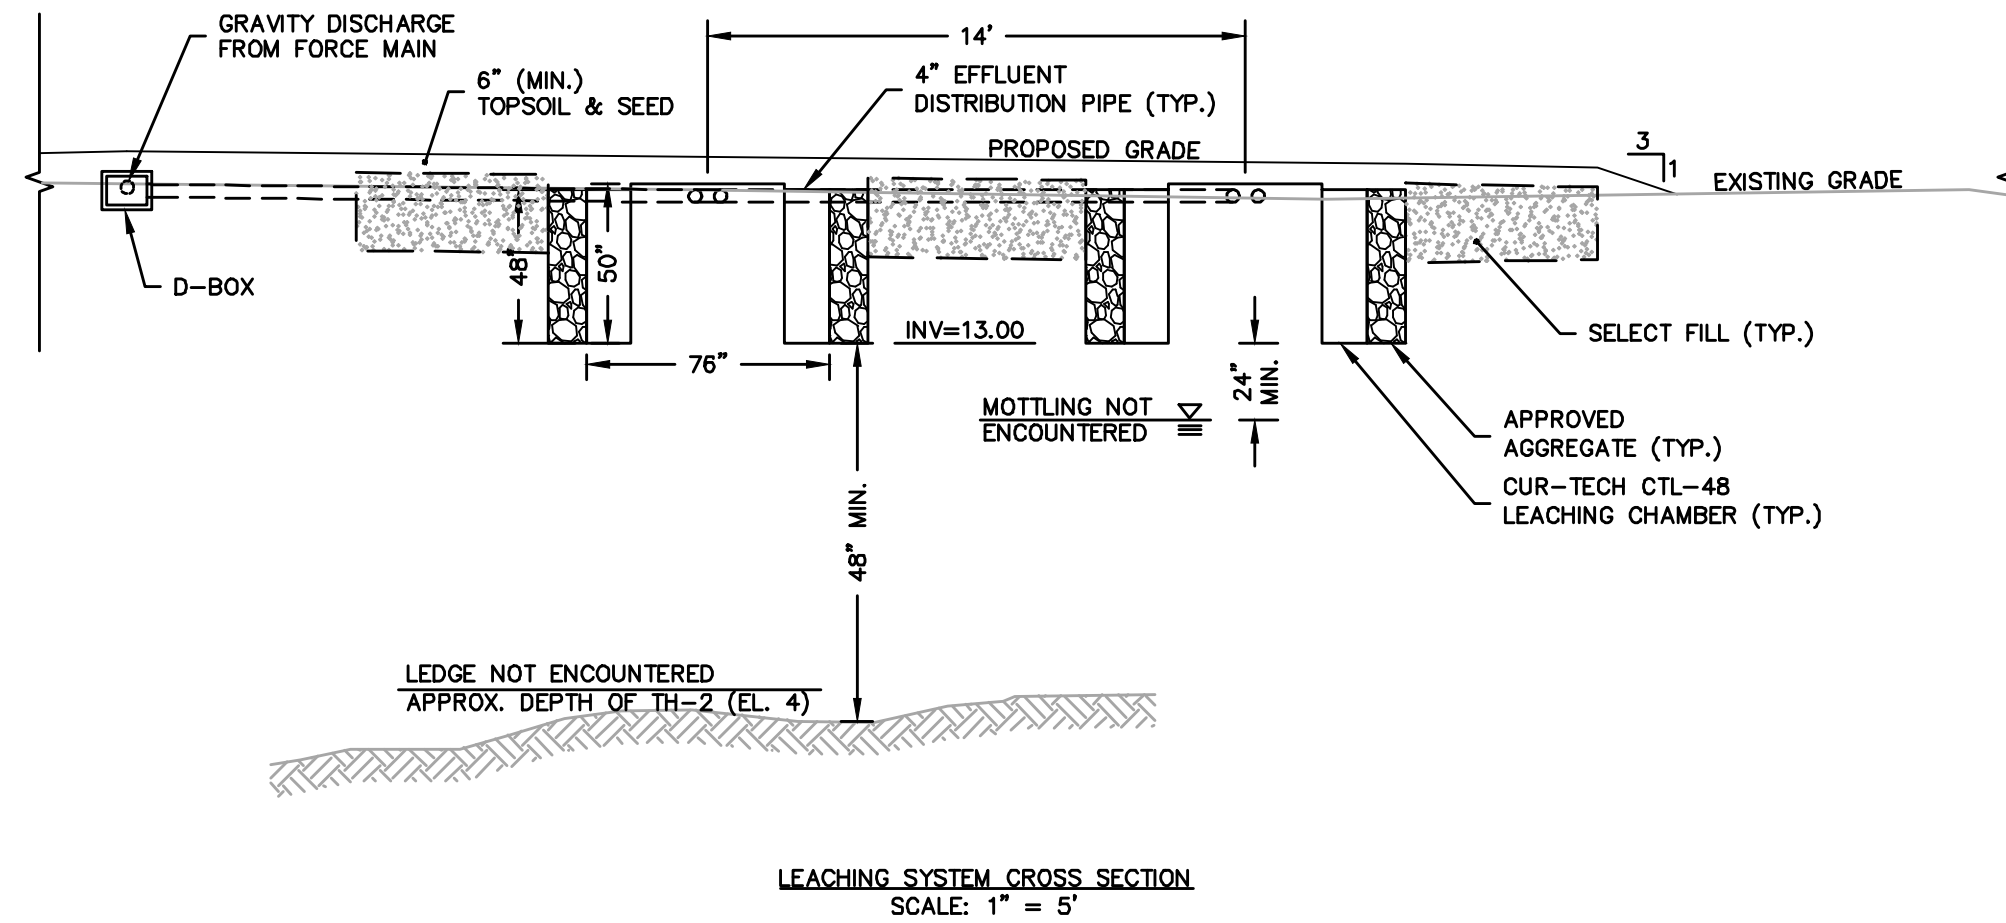 GRAVITY DISCHARGE
FROM FORCE MAIN
6" (MIN.)
TOPSOIL & SEED
14'
4" EFFLUENT
DISTRIBUTION PIPE (TYP.)
PROPOSED GRADE
3
1
EXISTING GRADE
D-BOX
48"
50"
76"
INV=13.00
24"
MIN.
SELECT FILL (TYP.)
MOTTLING NOT
ENCOUNTERED
APPROVED
AGGREGATE (TYP.)
CUR-TECH CTL-48
LEACHING CHAMBER (TYP.)
48" MIN.
LEDGE NOT ENCOUNTERED
APPROX. DEPTH OF TH-2 (EL. 4)
LEACHING SYSTEM CROSS SECTION
SCALE: 1" = 5'